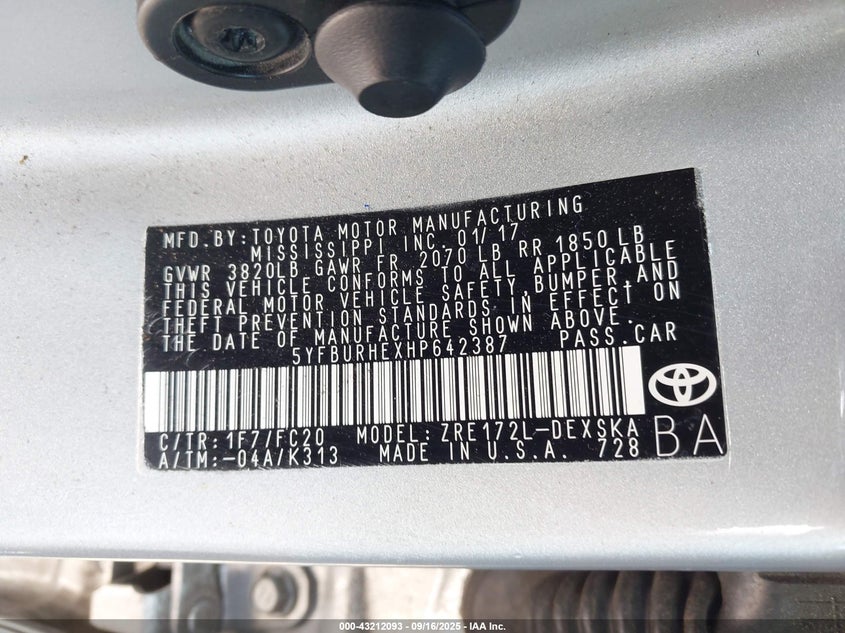 MFD. BY: TOYOTA MOTOR MANUFACTURING
MISSISSIPPI INC. 01/17
GVWR 3820LB GAWR FR 2070 LB RR 1850 LB
THIS VEHICLE CONFORMS TO ALL APPLICABLE
FEDERAL MOTOR VEHICLE SAFETY, BUMPER, AND
THEFT PREVENTION STANDARDS IN EFFECT ON
THE DATE OF MANUFACTURE SHOWN ABOVE.
5YFBURHEXHP642387 PASS. CAR
C/TR: 1F7/FC20 MODEL: ZRE172L-DEXSKA
A/TM:-04A/K313 MADE IN U.S.A. 728
BA
000-43212093 - 09/16/2025 - IAA Inc.